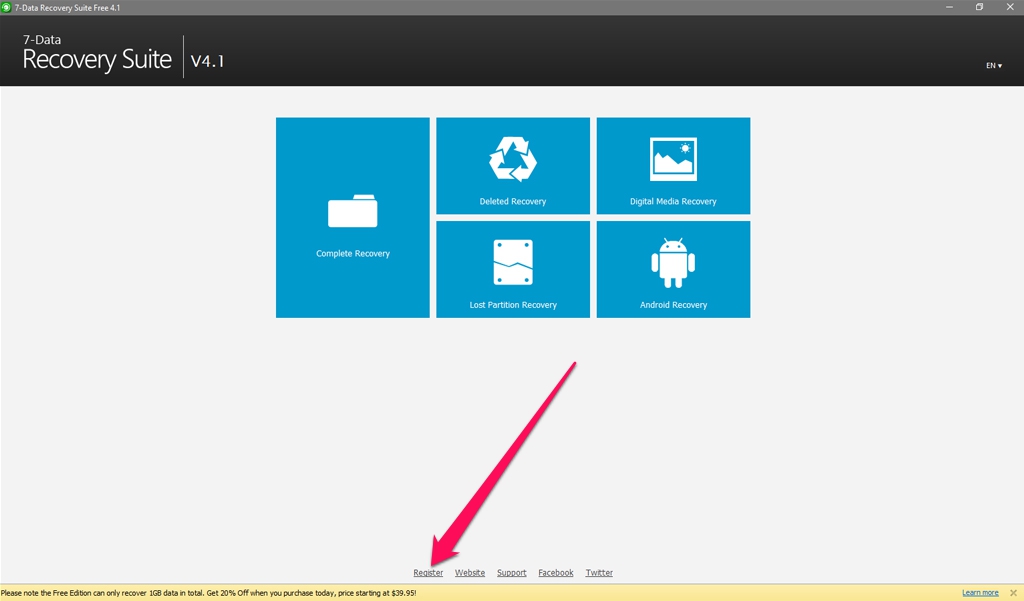 7-Data Recovery Suite Free 4.1
7-Data
Recovery Suite
V4.1
EN ▾
Complete Recovery
Deleted Recovery
Digital Media Recovery
Lost Partition Recovery
Android Recovery
Register Website Support Facebook Twitter
Please note the Free Edition can only recover 1GB data in total. Get 20% Off when you purchase today, price starting at $39.95! Learn more